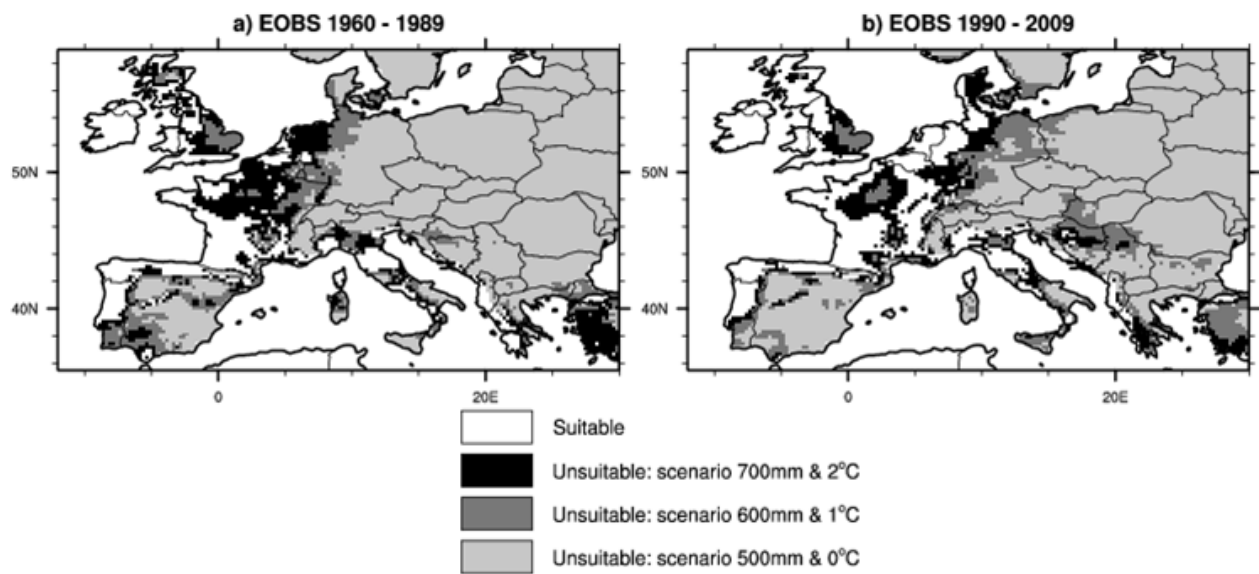 a) EOBS 1960 - 1989
b) EOBS 1990 - 2009
50N
40N
0
20E
50N
40N
0
20E
Suitable
Unsuitable: scenario 700mm & 2°C
Unsuitable: scenario 600mm & 1°C
Unsuitable: scenario 500mm & 0°C